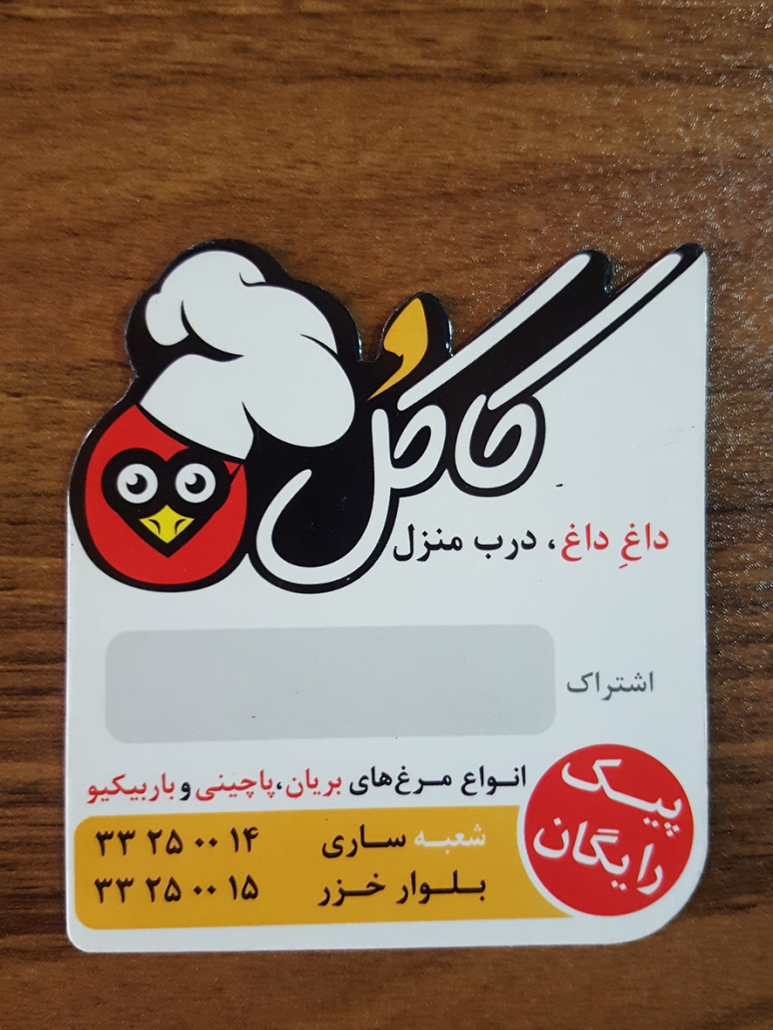 کاکُل
داغِ داغ، درب منزل
اشتراک
انواع مرغ‌های بریان، پاچینی و باربیکیو
پیک
رایگان
شعبه ساری ۳۳ ۲۵ ۰۰ ۱۴
بلوار خزر ۳۳ ۲۵ ۰۰ ۱۵